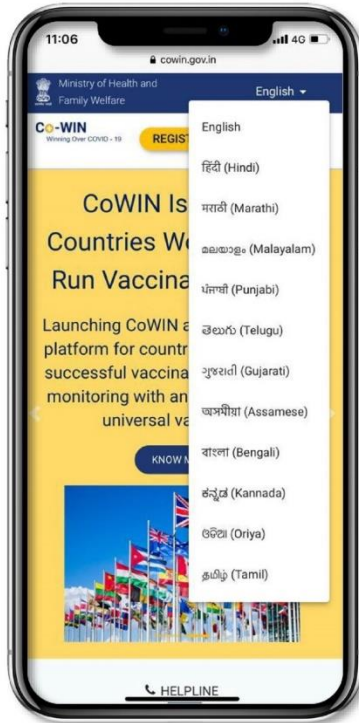 11:06
4G
cowin.gov.in
Ministry of Health and
Family Welfare
English
Co-WIN
Winning Over COVID - 19
REGIST
CoWIN Is
Countries We
Run Vaccina
Launching CoWIN a
platform for countr
successful vaccina
monitoring with an
universal va
KNOW M
English
हिंदी (Hindi)
मराठी (Marathi)
മലയാളം (Malayalam)
ਪੰਜਾਬੀ (Punjabi)
తెలుగు (Telugu)
ગુજરાતી (Gujarati)
অসমীয়া (Assamese)
বাংলা (Bengali)
ಕನ್ನಡ (Kannada)
ଓଡିଆ (Oriya)
தமிழ் (Tamil)
HELPLINE